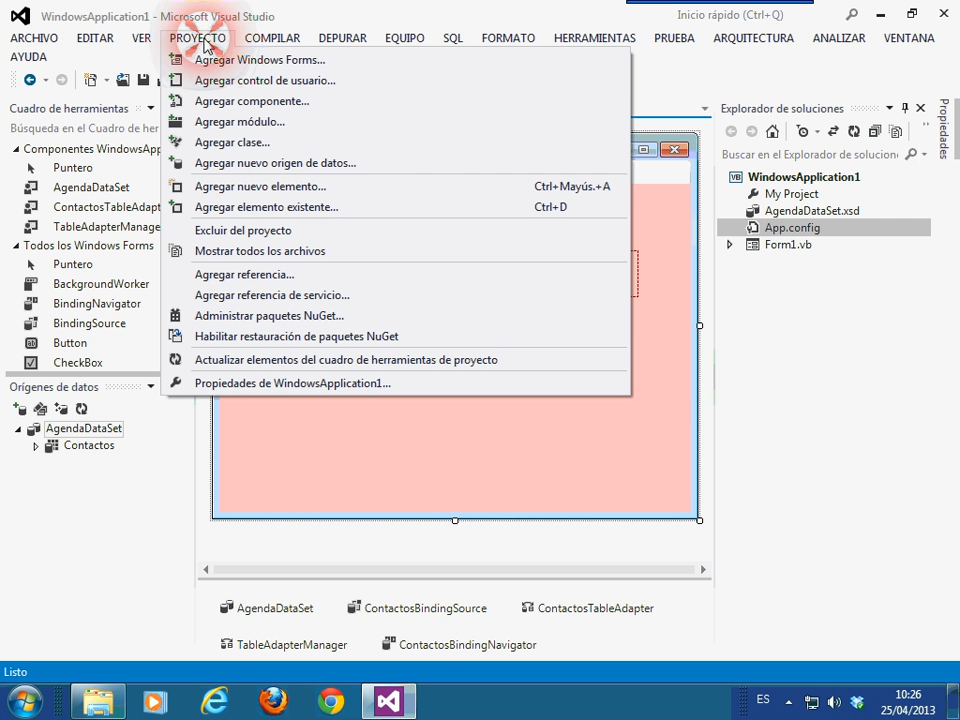 WindowsApplication1 - Microsoft Visual Studio
Inicio rápido (Ctrl+Q)
ARCHIVO EDITAR VER PROYECTO COMPILAR DEPURAR EQUIPO SQL FORMATO HERRAMIENTAS PRUEBA ARQUITECTURA ANALIZAR VENTANA
AYUDA
Agregar Windows Forms...
Agregar control de usuario...
Agregar componente...
Agregar módulo...
Agregar clase...
Agregar nuevo origen de datos...
Agregar nuevo elemento... Ctrl+Mayús.+A
Agregar elemento existente... Ctrl+D
Excluir del proyecto
Mostrar todos los archivos
Agregar referencia...
Agregar referencia de servicio...
Administrar paquetes NuGet...
Habilitar restauración de paquetes NuGet
Actualizar elementos del cuadro de herramientas de proyecto
Propiedades de WindowsApplication1...
Cuadro de herramientas
Búsqueda en el Cuadro de her
Componentes WindowsApp
Puntero
AgendaDataSet
ContactosTableAdapt
TableAdapterManage
Todos los Windows Forms
Puntero
BackgroundWorker
BindingNavigator
BindingSource
Button
CheckBox
Orígenes de datos
AgendaDataSet
Contactos
Explorador de soluciones
Buscar en el Explorador de solucione
WindowsApplication1
My Project
AgendaDataSet.xsd
App.config
Form1.vb
Propiedades
AgendaDataSet ContactosBindingSource ContactosTableAdapter
TableAdapterManager ContactosBindingNavigator
Listo
ES
10:26
25/04/2013